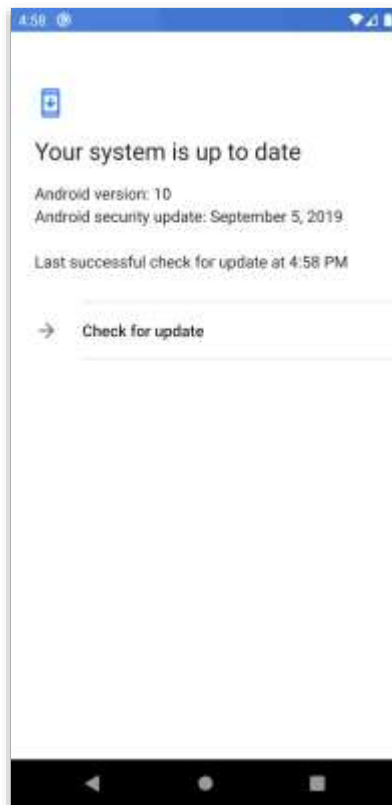 4:58
Your system is up to date
Android version: 10
Android security update: September 5, 2019
Last successful check for update at 4:58 PM
Check for update